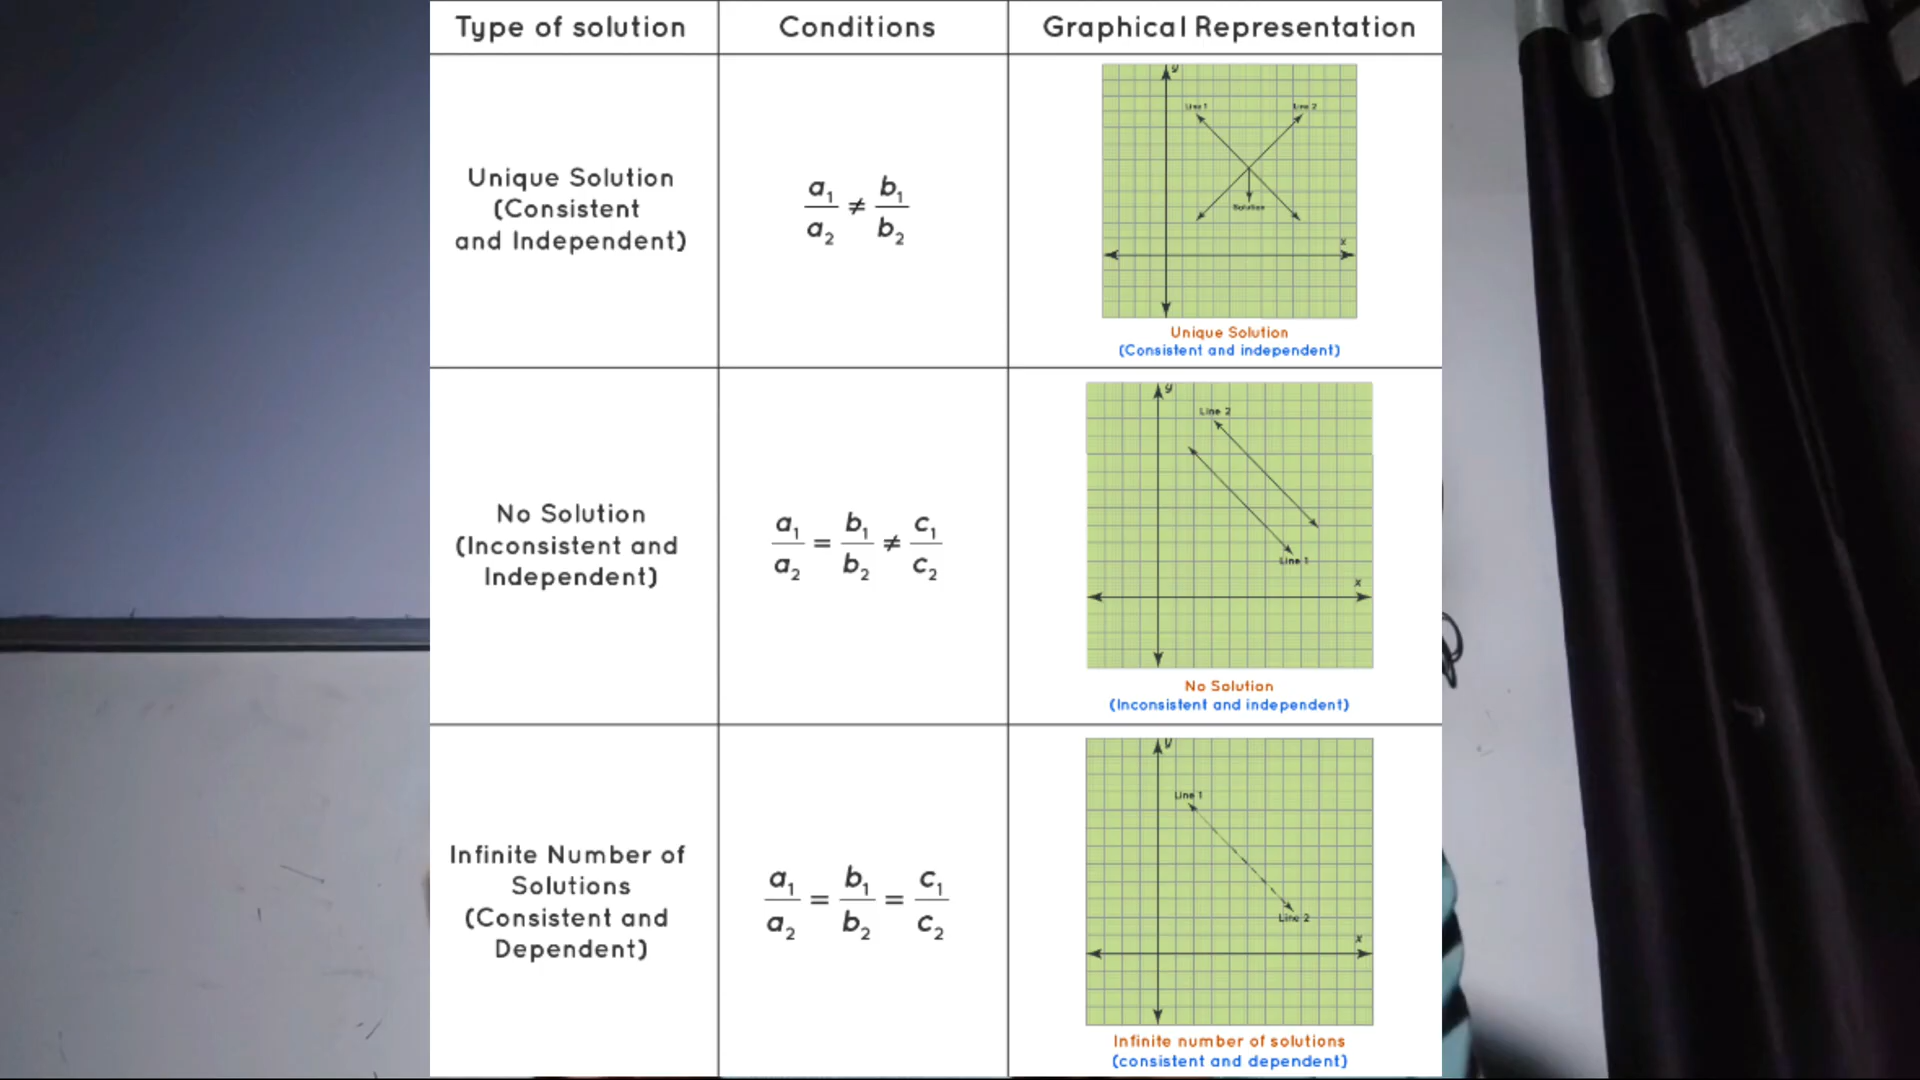 Type of solution
Conditions
Graphical Representation
Unique Solution
(Consistent
and Independent)
a₁/a₂ ≠ b₁/b₂
y
Line 1
Line 2
Solution
x
Unique Solution
(Consistent and independent)
No Solution
(Inconsistent and
Independent)
a₁/a₂ = b₁/b₂ ≠ c₁/c₂
y
Line 2
Line 1
x
No Solution
(Inconsistent and independent)
Infinite Number of
Solutions
(Consistent and
Dependent)
a₁/a₂ = b₁/b₂ = c₁/c₂
y
Line 1
Line 2
x
Infinite number of solutions
(consistent and dependent)